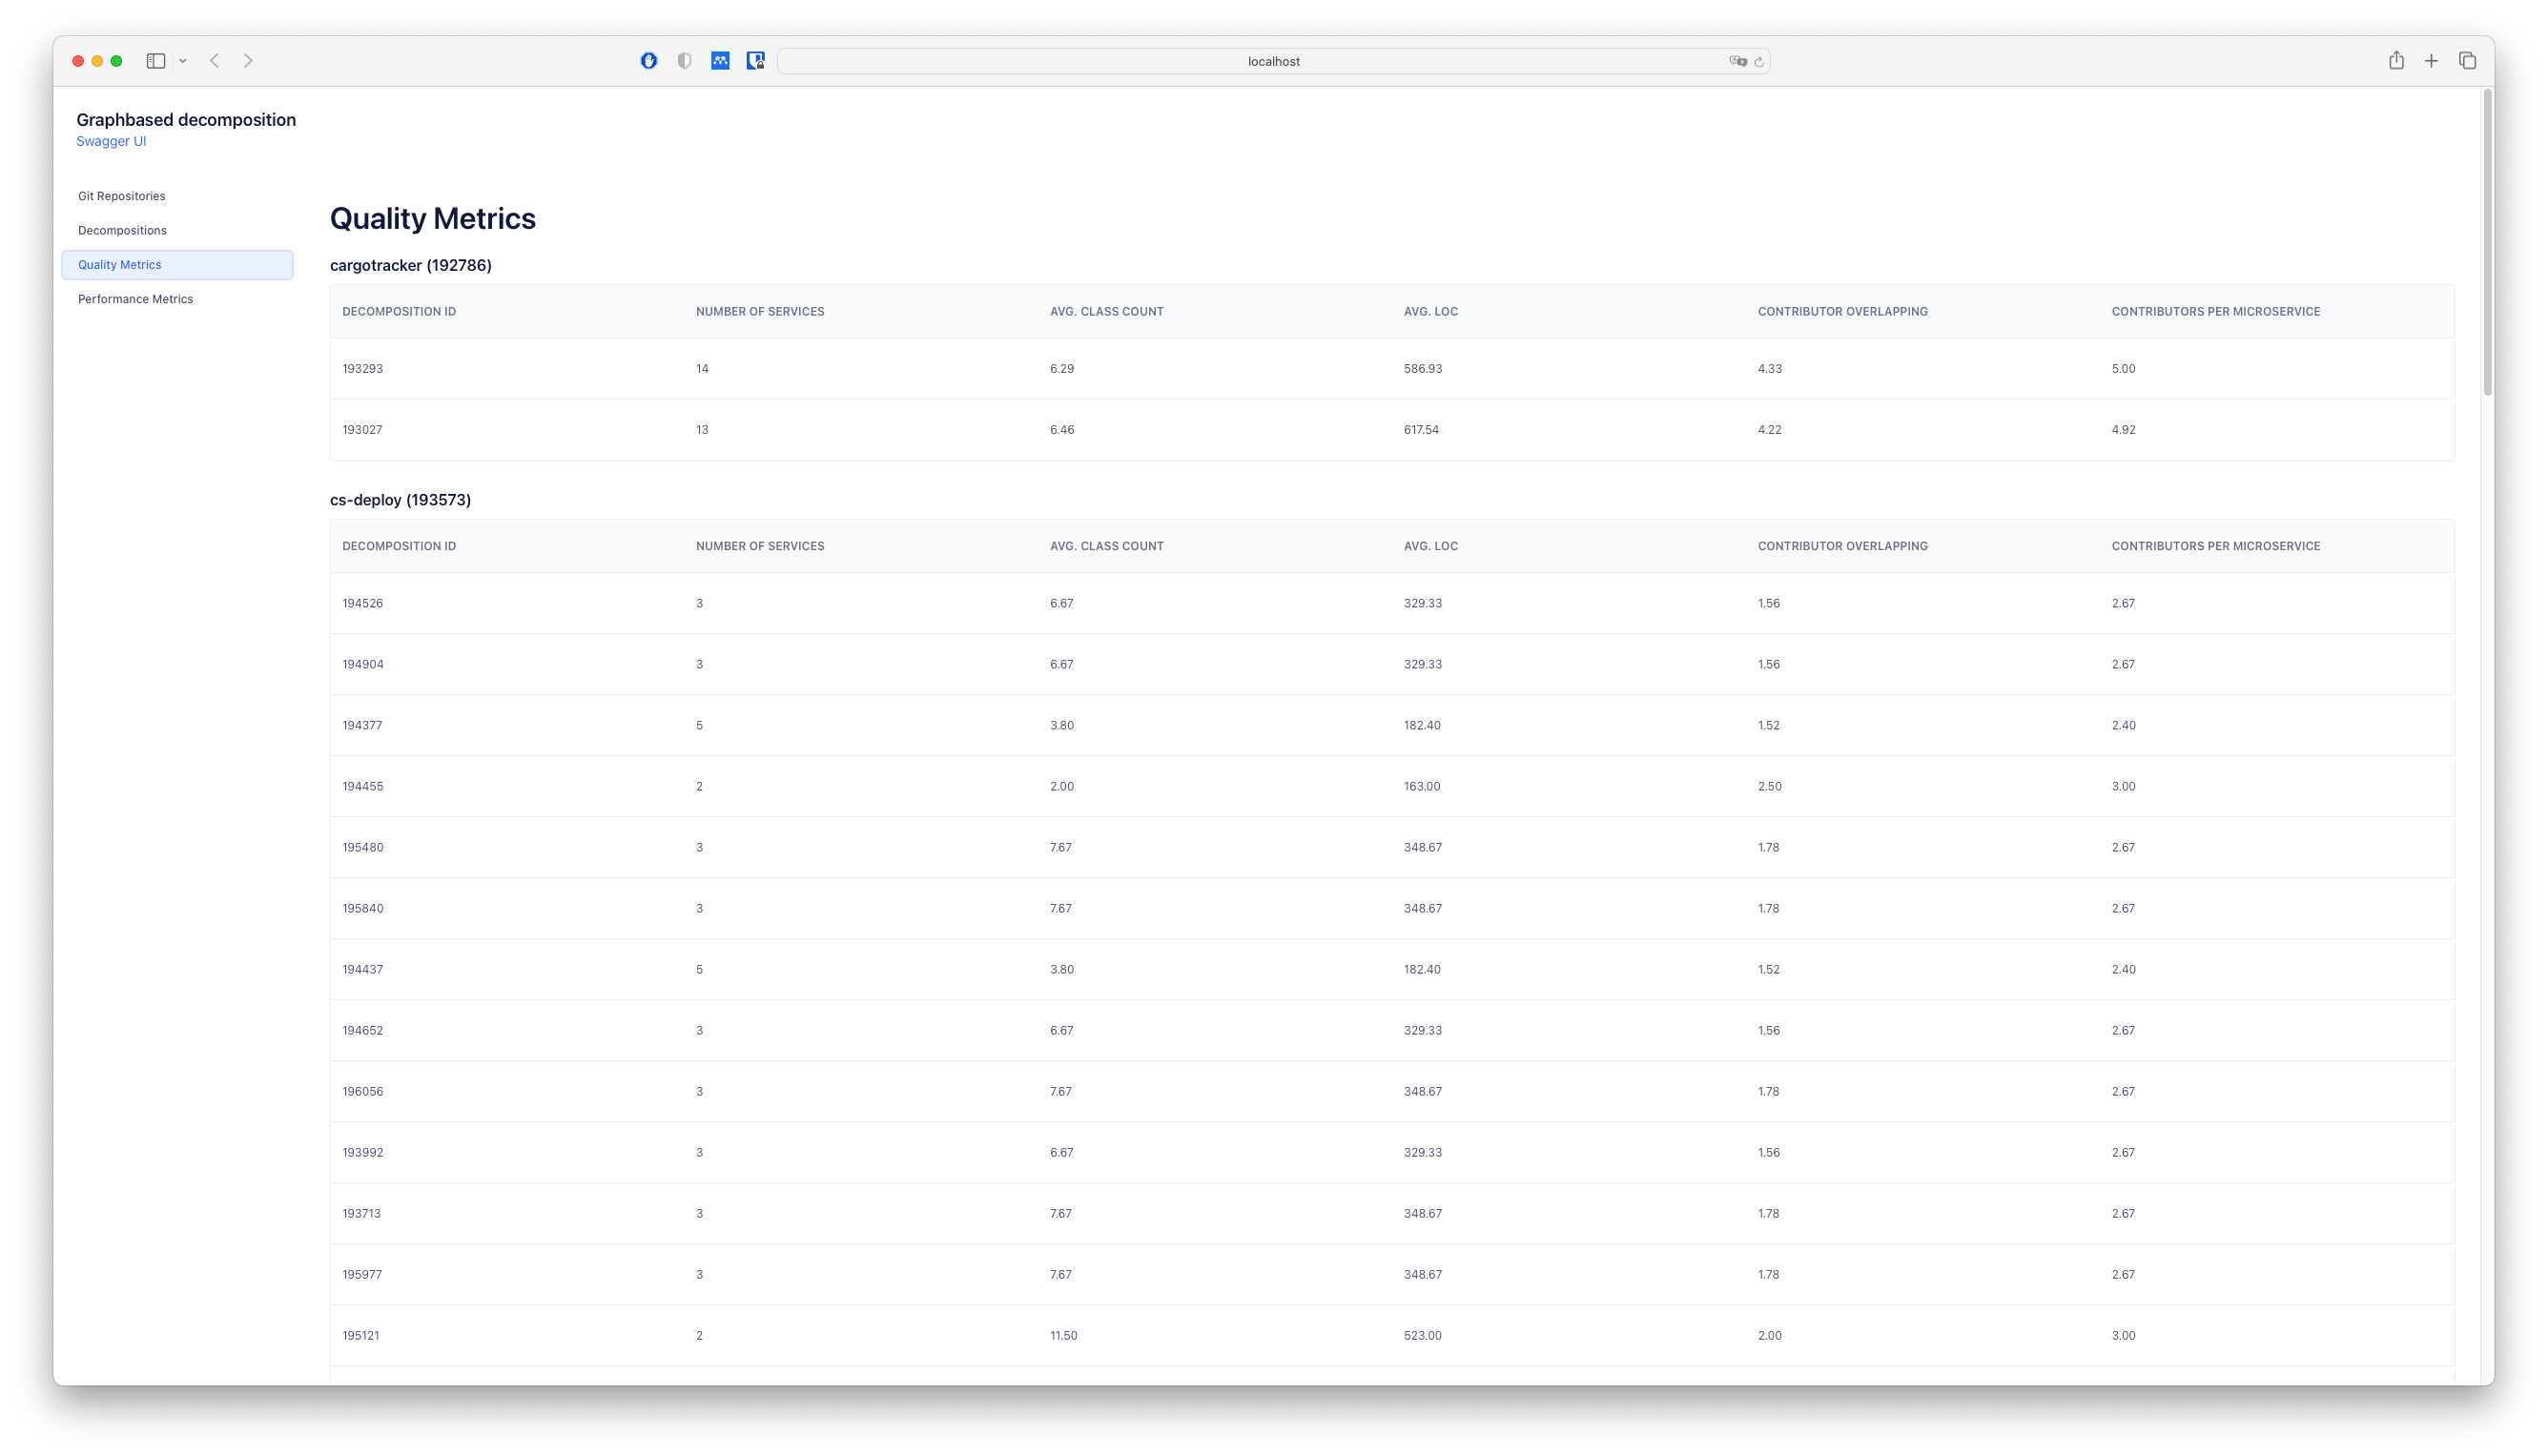 localhost
Graphbased decomposition
Swagger UI
Git Repositories
Decompositions
Quality Metrics
Performance Metrics
Quality Metrics
cargotracker (192786)
DECOMPOSITION ID NUMBER OF SERVICES AVG. CLASS COUNT AVG. LOC CONTRIBUTOR OVERLAPPING CONTRIBUTORS PER MICROSERVICE
193293 14 6.29 586.93 4.33 5.00
193027 13 6.46 617.54 4.22 4.92
cs-deploy (193573)
DECOMPOSITION ID NUMBER OF SERVICES AVG. CLASS COUNT AVG. LOC CONTRIBUTOR OVERLAPPING CONTRIBUTORS PER MICROSERVICE
194526 3 6.67 329.33 1.56 2.67
194904 3 6.67 329.33 1.56 2.67
194377 5 3.80 182.40 1.52 2.40
194455 2 2.00 163.00 2.50 3.00
195480 3 7.67 348.67 1.78 2.67
195840 3 7.67 348.67 1.78 2.67
194437 5 3.80 182.40 1.52 2.40
194652 3 6.67 329.33 1.56 2.67
196056 3 7.67 348.67 1.78 2.67
193992 3 6.67 329.33 1.56 2.67
193713 3 7.67 348.67 1.78 2.67
195977 3 7.67 348.67 1.78 2.67
195121 2 11.50 523.00 2.00 3.00